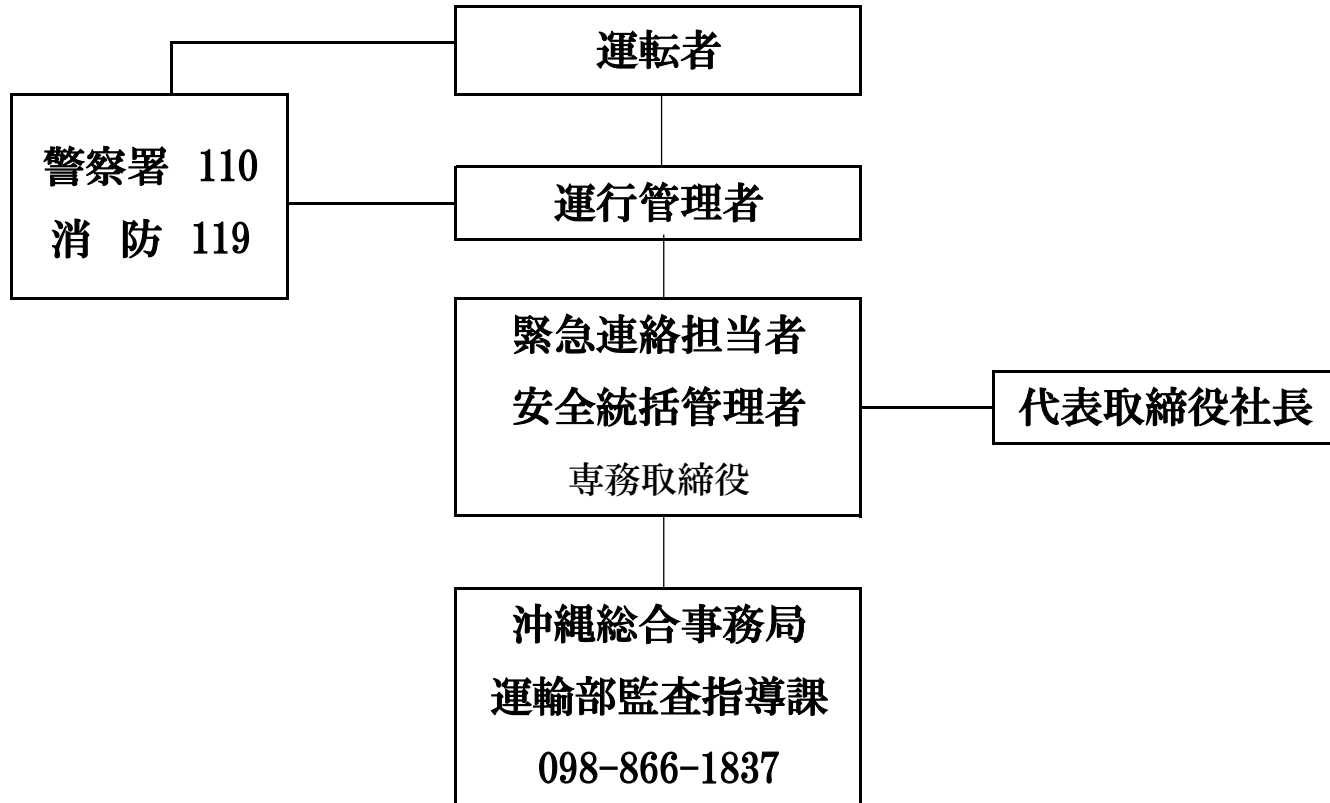 運転者
警察署 110
消 防 119
運行管理者
緊急連絡担当者
安全統括管理者
専務取締役
代表取締役社長
沖縄総合事務局
運輸部監査指導課
098-866-1837